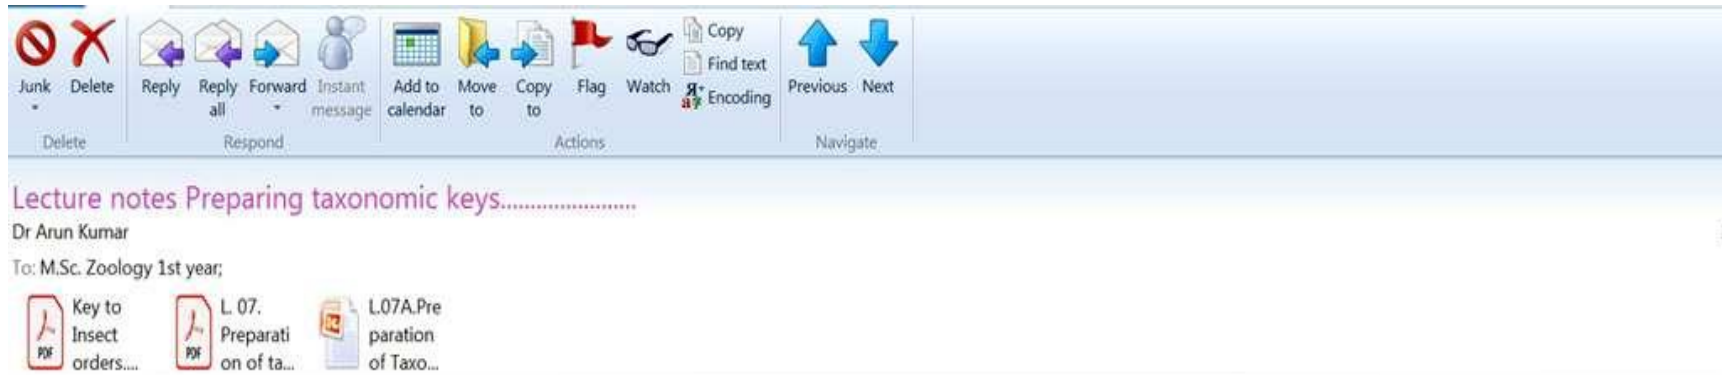 Junk
Delete
Reply
Reply all
Forward
Instant message
Add to calendar
Move to
Copy to
Flag
Watch
Copy
Find text
Encoding
Previous
Next
Delete
Respond
Actions
Navigate
Lecture notes Preparing taxonomic keys.......................
Dr Arun Kumar
To: M.Sc. Zoology 1st year;
PDF
Key to
Insect
orders....
PDF
L. 07.
Preparati
on of ta...
L.07A.Pre
paration
of Taxo...